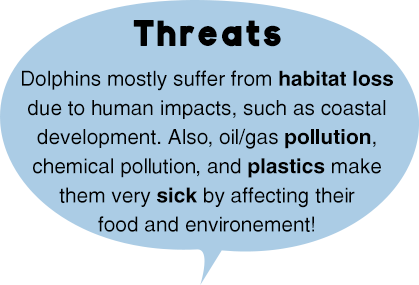 Threats
Dolphins mostly suffer from habitat loss
due to human impacts, such as coastal
development. Also, oil/gas pollution,
chemical pollution, and plastics make
them very sick by affecting their
food and environement!